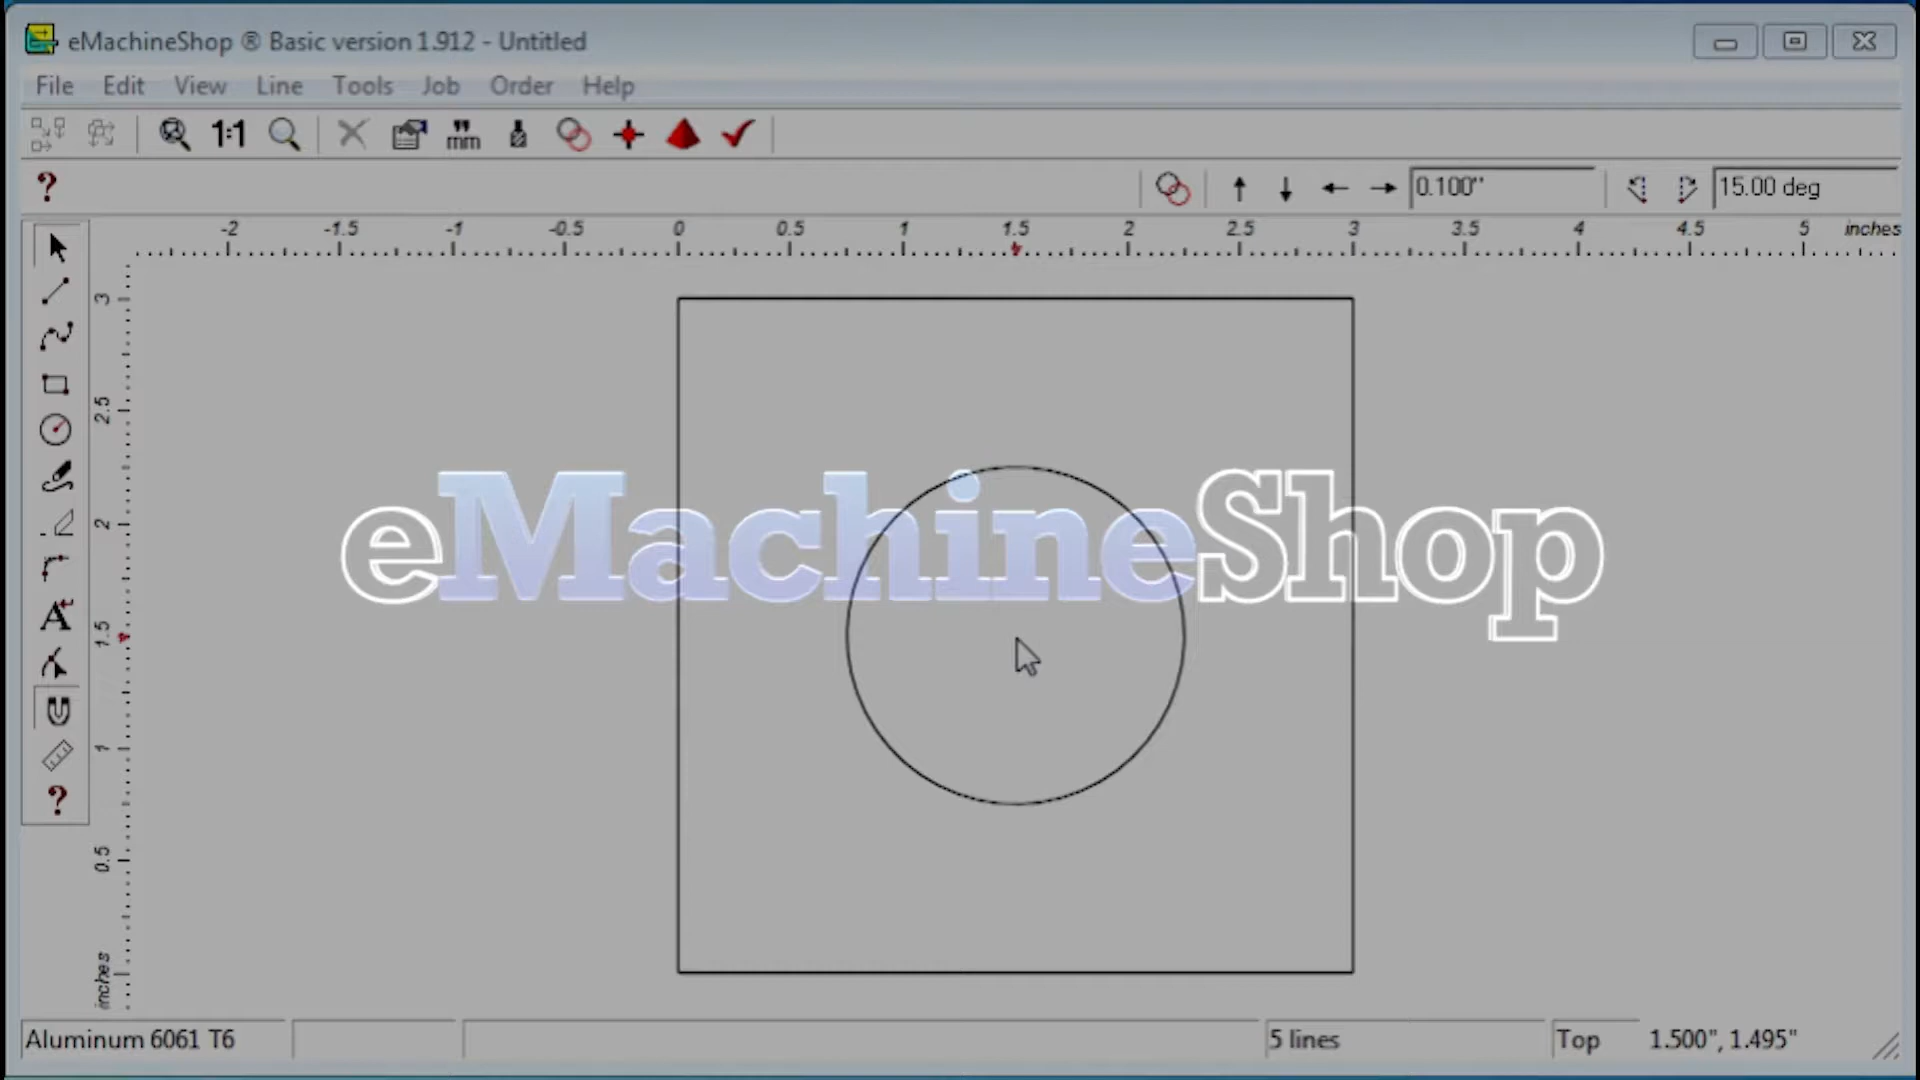 eMachineShop ® Basic version 1.912 - Untitled
File Edit View Line Tools Job Order Help
1:1 " mm
? 0.100" 15.00 deg
-2 -1.5 -1 -0.5 0 0.5 1 1.5 2 2.5 3 3.5 4 4.5 5 inches
3
2.5
2
A
1.5
1
?
0.5
inches
eMachineShop
Aluminum 6061 T6 5 lines Top 1.500", 1.495"